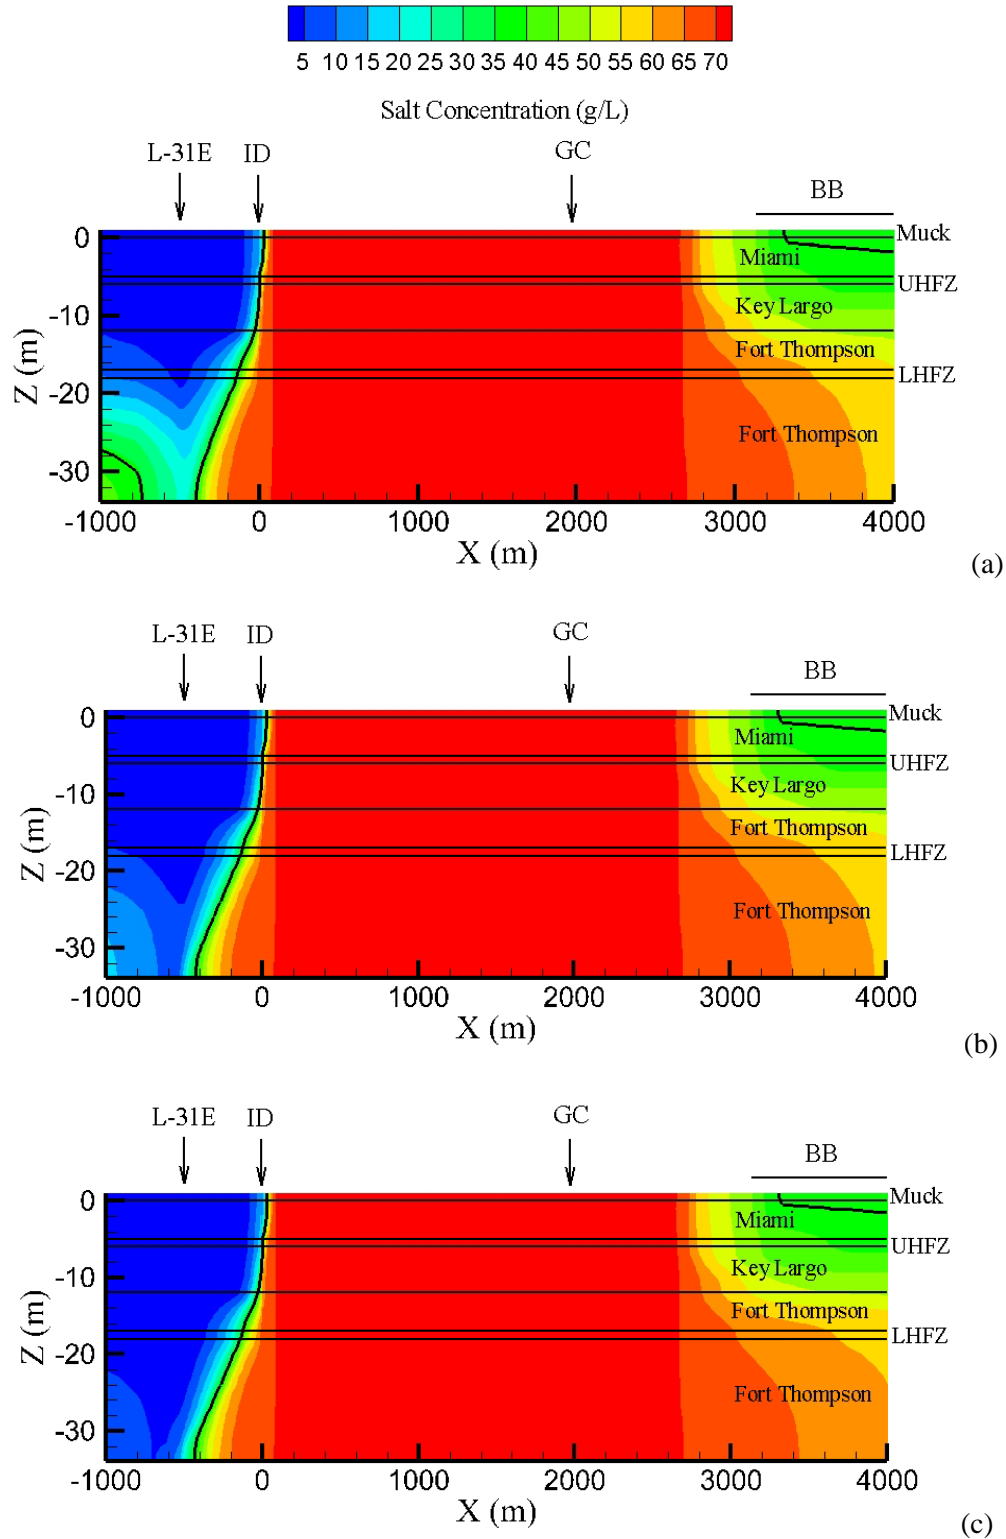 5 10 15 20 25 30 35 40 45 50 55 60 65 70
Salt Concentration (g/L)
L-31E ID GC BB
0 Muck
Miami
UHFZ
-10 Key Largo
Fort Thompson
LHFZ
-20
Fort Thompson
-30
Z (m)
-1000 0 1000 2000 3000 4000
X (m)
(a)
L-31E ID GC BB
0 Muck
Miami
UHFZ
-10 Key Largo
Fort Thompson
LHFZ
-20
Fort Thompson
-30
Z (m)
-1000 0 1000 2000 3000 4000
X (m)
(b)
L-31E ID GC BB
0 Muck
Miami
UHFZ
-10 Key Largo
Fort Thompson
LHFZ
-20
Fort Thompson
-30
Z (m)
-1000 0 1000 2000 3000 4000
X (m)
(c)